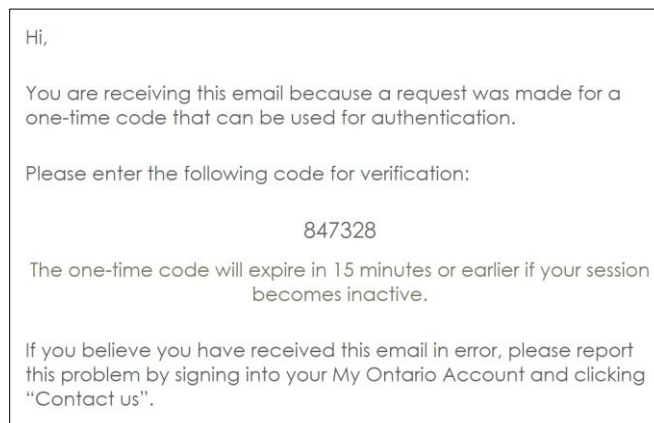 Hi,
You are receiving this email because a request was made for a
one-time code that can be used for authentication.
Please enter the following code for verification:
847328
The one-time code will expire in 15 minutes or earlier if your session
becomes inactive.
If you believe you have received this email in error, please report
this problem by signing into your My Ontario Account and clicking
“Contact us”.